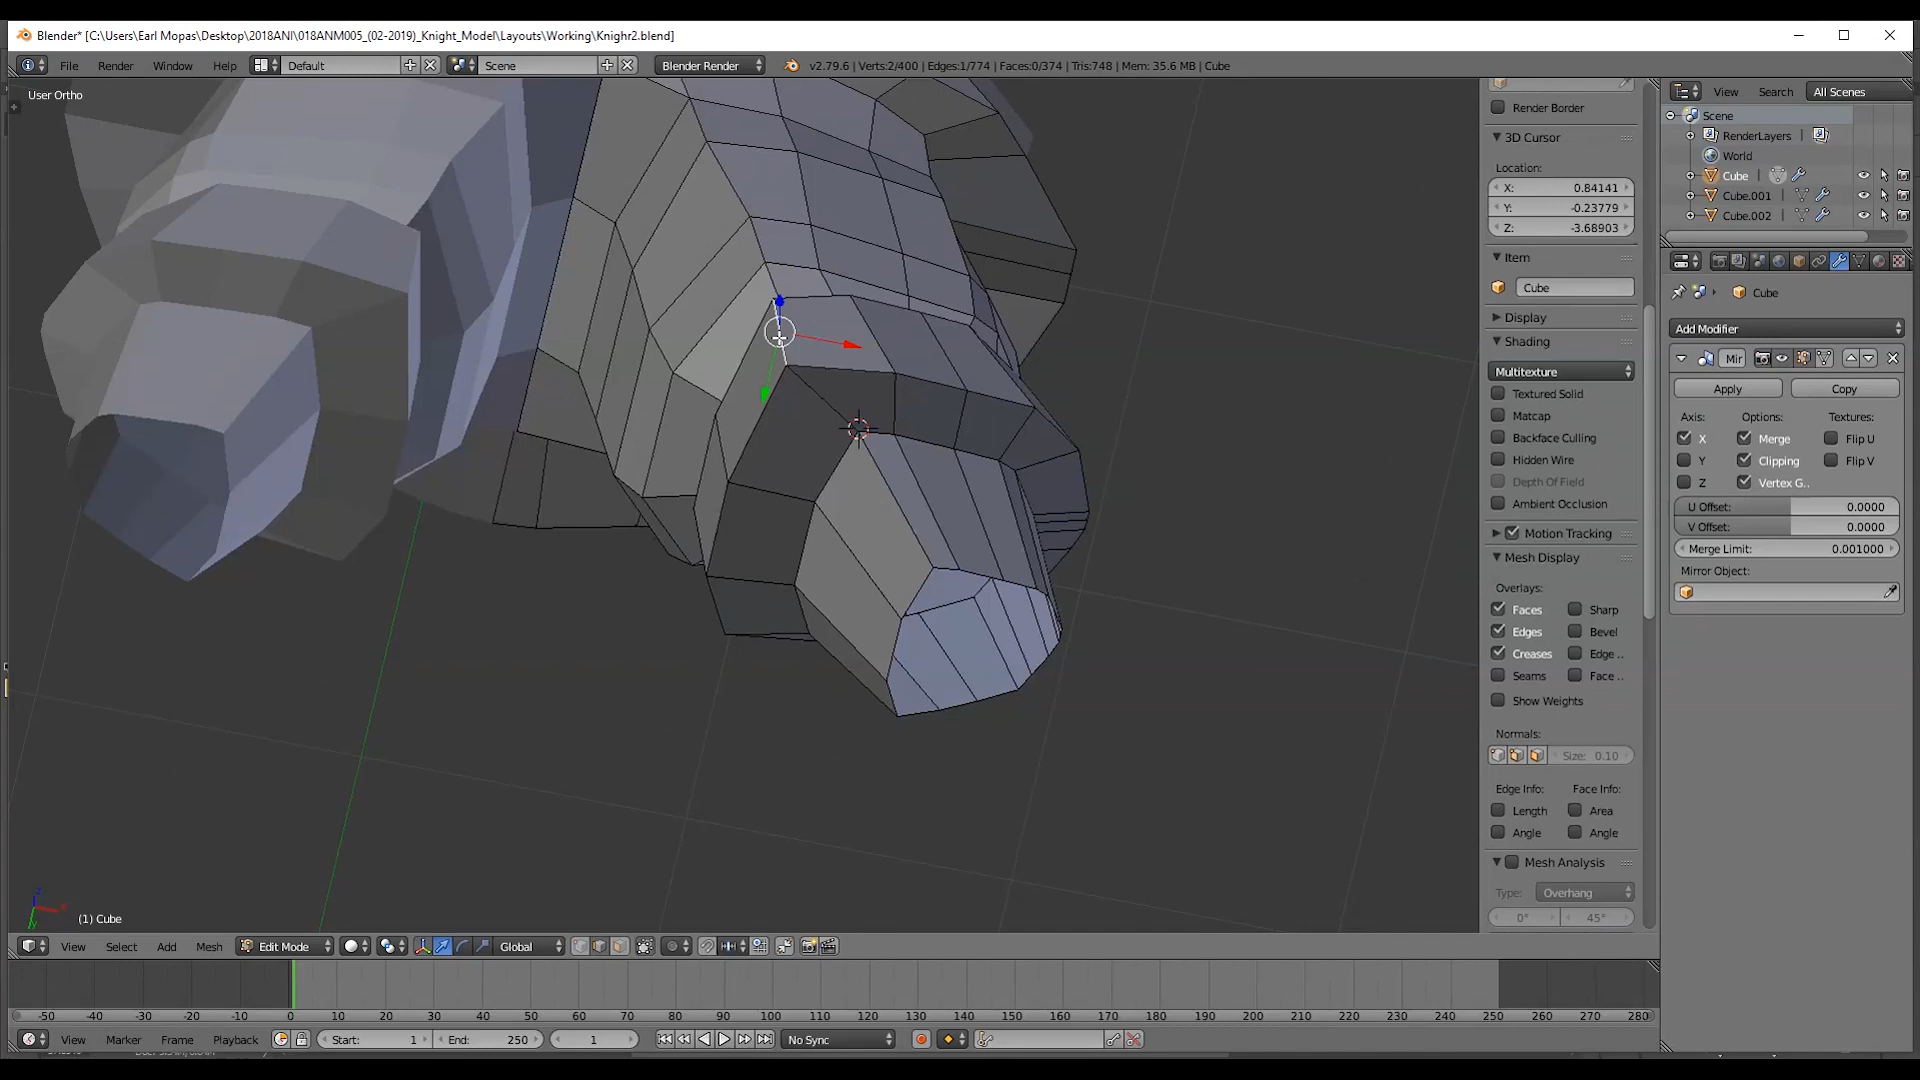 Blender* [C:\Users\Earl Mopas\Desktop\2018ANI\018ANM005_(02-2019)_Knight_Model\Layouts\Working\Knighr2.blend]
File Render Window Help Default Scene Blender Render v2.79.6 | Verts:2/400 | Edges:1/774 | Faces:0/374 | Tris:748 | Mem: 35.6 MB | Cube
User Ortho
Render Border
3D Cursor
Location:
X: 0.84141
Y: -0.23779
Z: -3.68903
Item
Cube
Display
Shading
Multitexture
Textured Solid
Matcap
Backface Culling
Hidden Wire
Depth Of Field
Ambient Occlusion
Motion Tracking
Mesh Display
Overlays:
Faces Sharp
Edges Bevel
Creases Edge ..
Seams Face ..
Show Weights
Normals:
Size: 0.10
Edge Info: Face Info:
Length Area
Angle Angle
Mesh Analysis
Type: Overhang
0° 45°
View Search All Scenes
Scene
RenderLayers
World
Cube
Cube.001
Cube.002
Cube
Add Modifier
Mir
Apply Copy
Axis: Options: Textures:
X Merge Flip U
Y Clipping Flip V
Z Vertex G..
U Offset: 0.0000
V Offset: 0.0000
Merge Limit: 0.001000
Mirror Object:
(1) Cube
View Select Add Mesh Edit Mode Global
-50 -40 -30 -20 -10 0 10 20 30 40 50 60 70 80 90 100 110 120 130 140 150 160 170 180 190 200 210 220 230 240 250 260 270 280
View Marker Frame Playback Start: 1 End: 250 1 No Sync